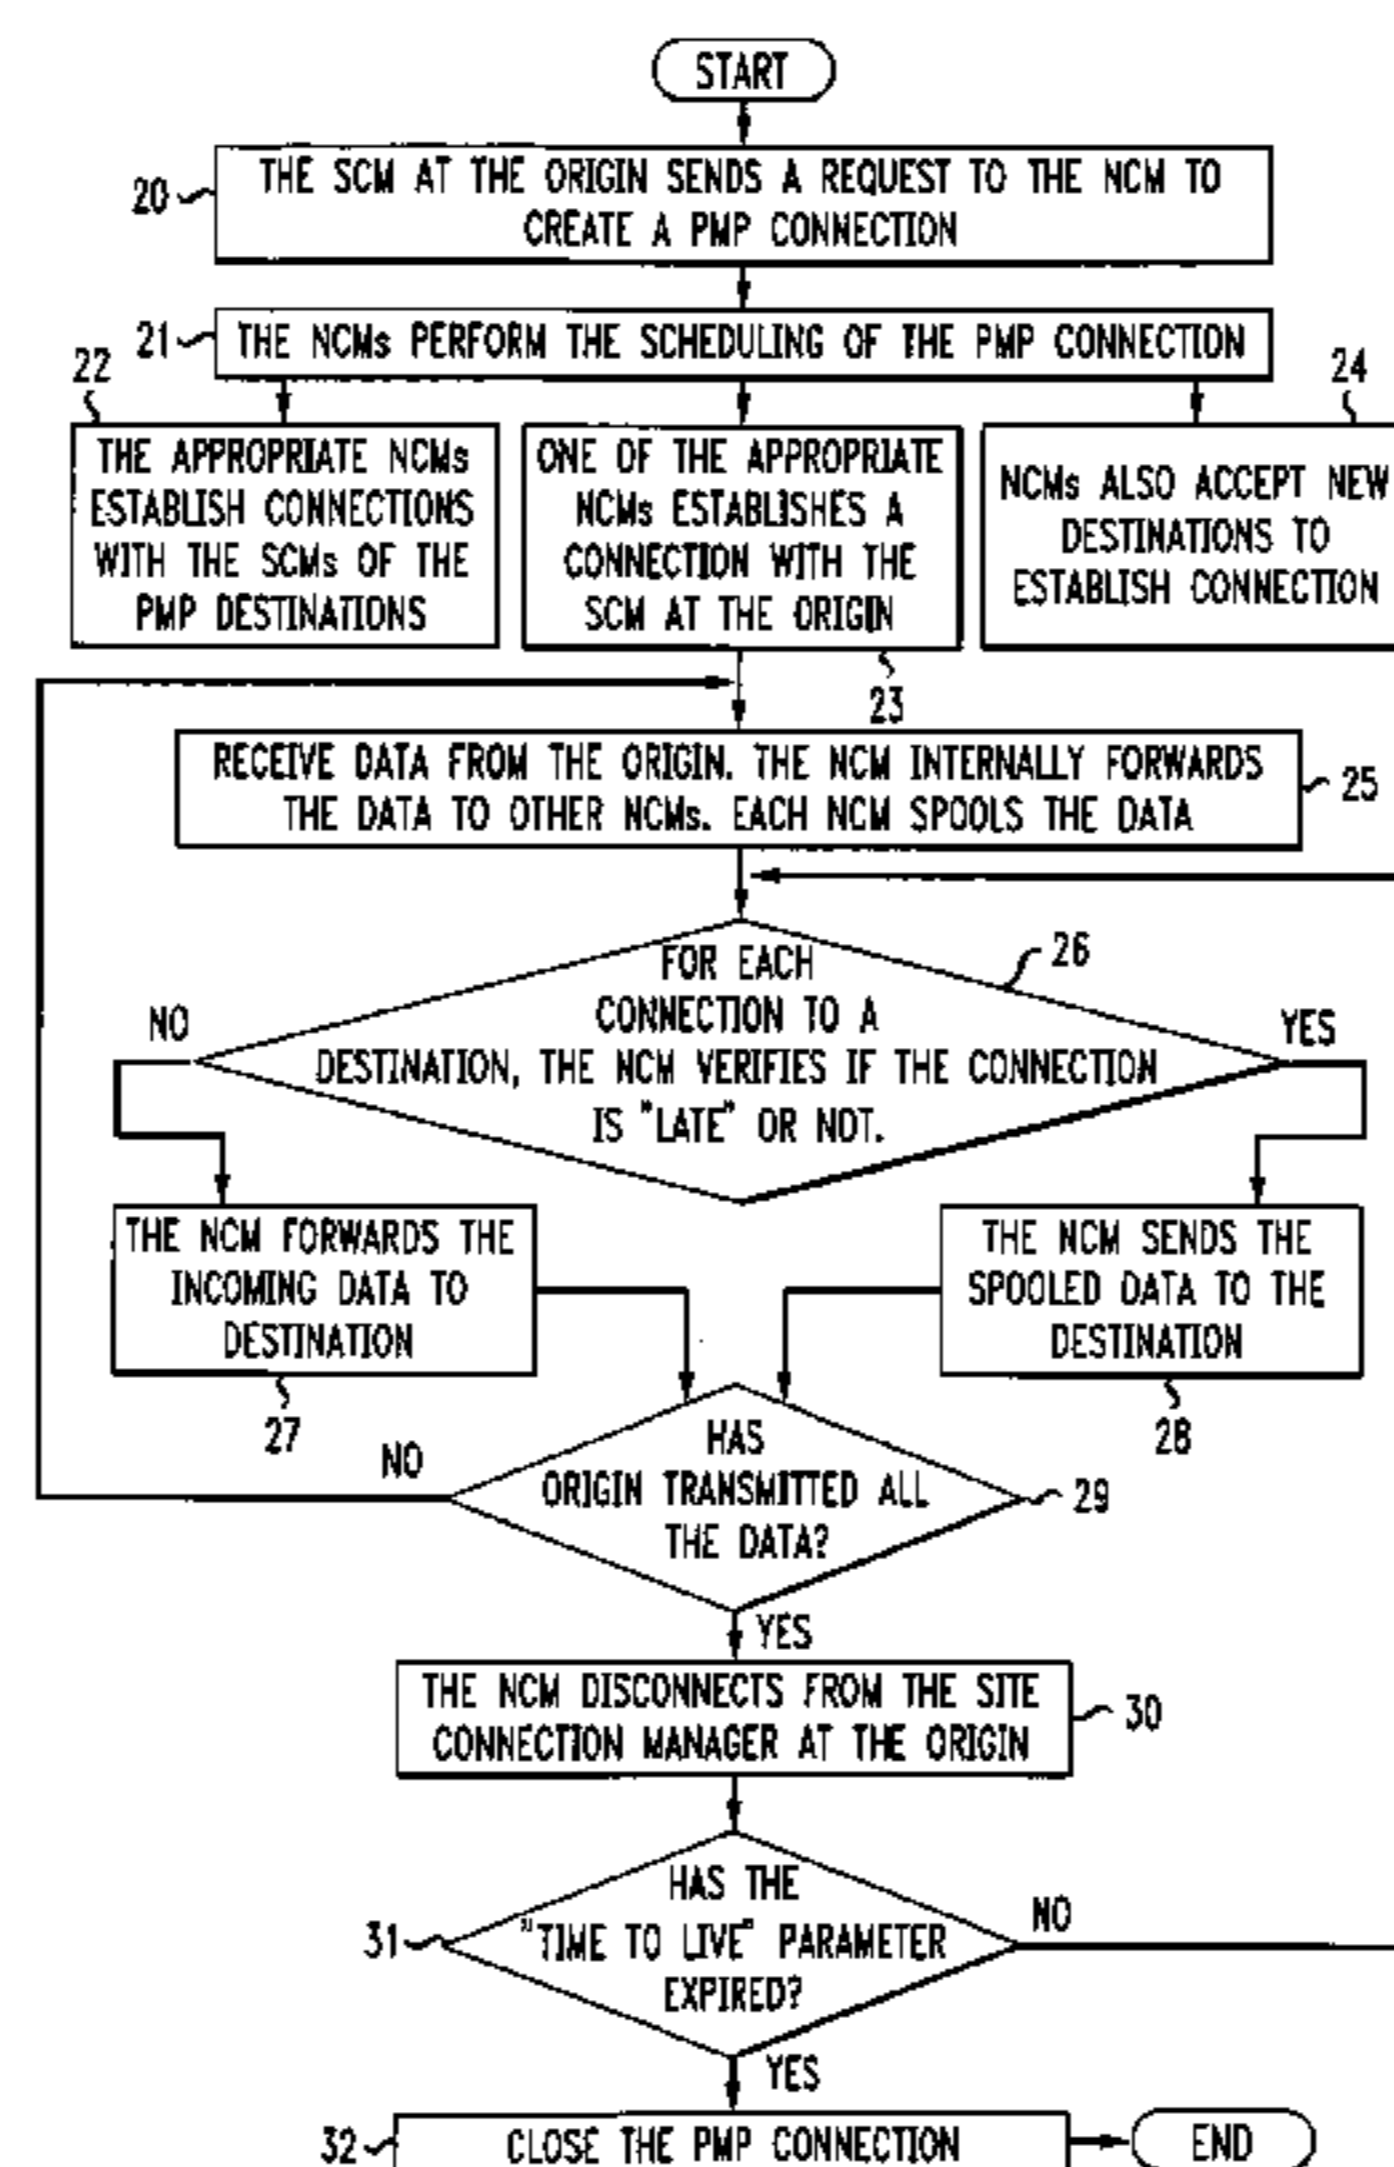 START
20
THE SCM AT THE ORIGIN SENDS A REQUEST TO THE NCM TO
CREATE A PMP CONNECTION
21
THE NCMs PERFORM THE SCHEDULING OF THE PMP CONNECTION
22
24
THE APPROPRIATE NCMs
ESTABLISH CONNECTIONS
WITH THE SCMs OF THE
PMP DESTINATIONS
ONE OF THE APPROPRIATE
NCMs ESTABLISHES A
CONNECTION WITH THE
SCM AT THE ORIGIN
23
NCMs ALSO ACCEPT NEW
DESTINATIONS TO
ESTABLISH CONNECTION
RECEIVE DATA FROM THE ORIGIN. THE NCM INTERNALLY FORWARDS
THE DATA TO OTHER NCMs. EACH NCM SPOOLS THE DATA
25
26
FOR EACH
CONNECTION TO A
DESTINATION, THE NCM VERIFIES IF THE CONNECTION
IS "LATE" OR NOT.
NO
YES
THE NCM FORWARDS THE
INCOMING DATA TO
DESTINATION
27
THE NCM SENDS THE
SPOOLED DATA TO THE
DESTINATION
28
HAS
ORIGIN TRANSMITTED ALL
THE DATA?
29
NO
YES
THE NCM DISCONNECTS FROM THE SITE
CONNECTION MANAGER AT THE ORIGIN
30
HAS THE
"TIME TO LIVE" PARAMETER
EXPIRED?
31
NO
YES
32
CLOSE THE PMP CONNECTION
END